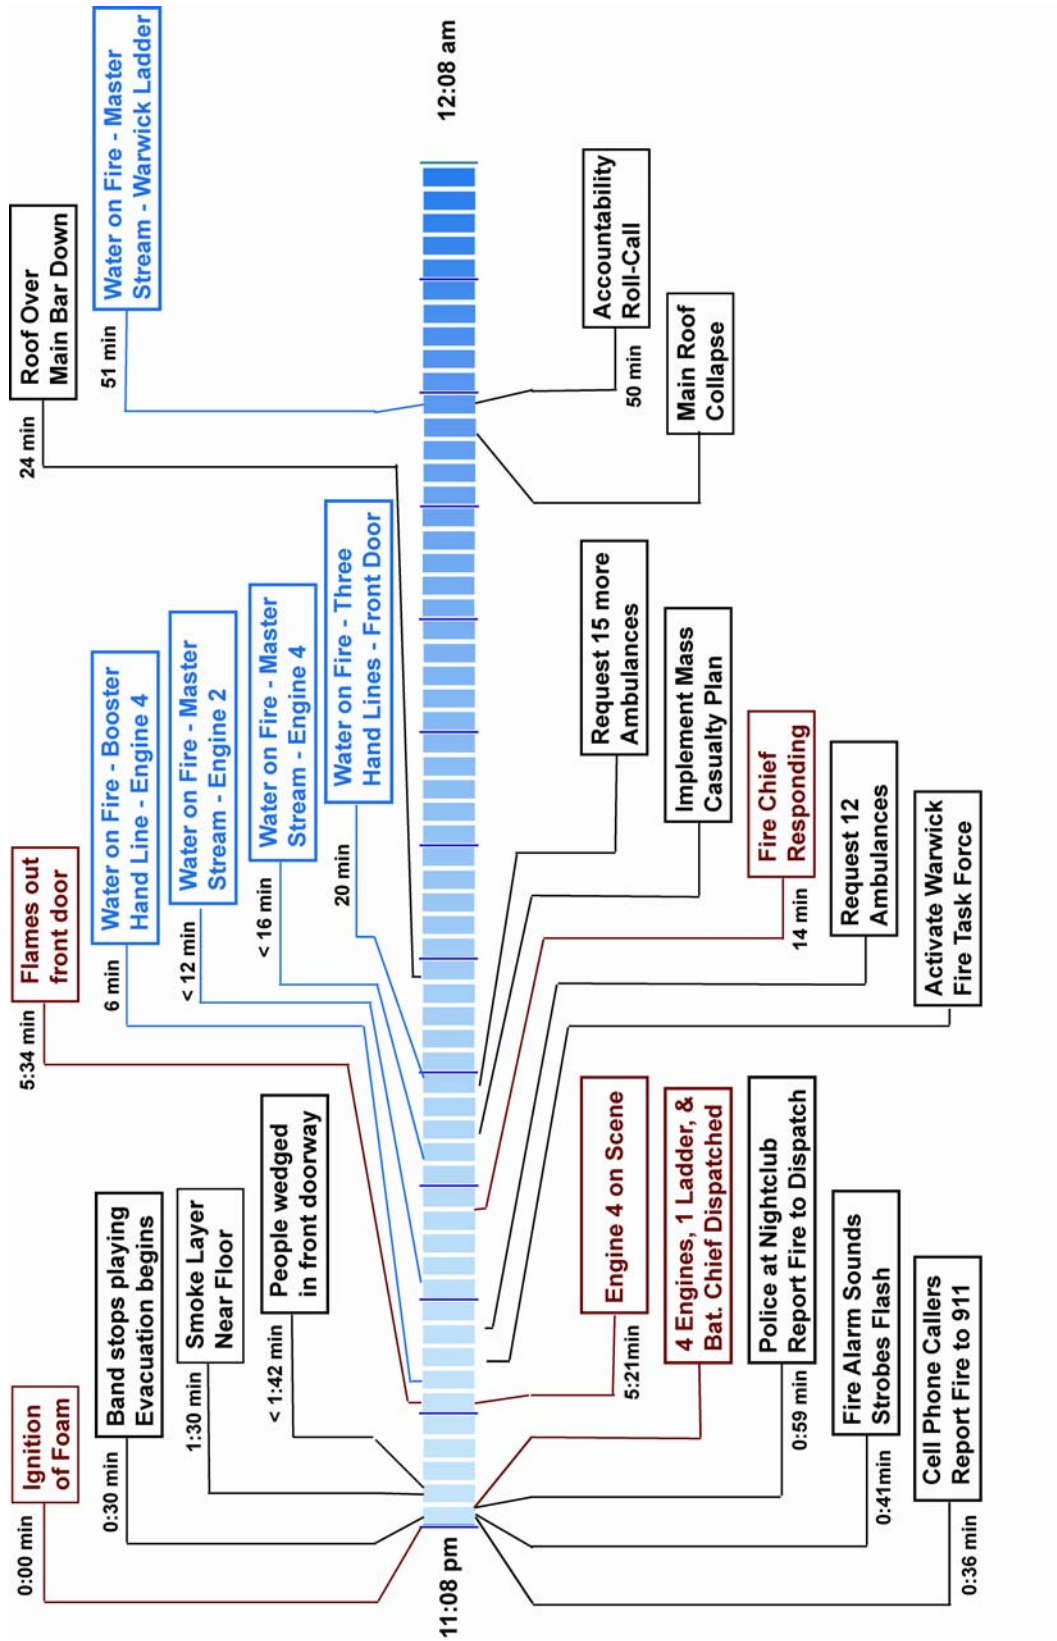 0:00 min
Ignition
of Foam
5:34 min
Flames out
front door
24 min
Roof Over
Main Bar Down
0:30 min
Band stops playing
Evacuation begins
6 min
Water on Fire - Booster
Hand Line - Engine 4
51 min
Water on Fire - Master
Stream - Warwick Ladder
1:30 min
Smoke Layer
Near Floor
< 12 min
Water on Fire - Master
Stream - Engine 2
< 1:42 min
People wedged
in front doorway
< 16 min
Water on Fire - Master
Stream - Engine 4
20 min
Water on Fire - Three
Hand Lines - Front Door
11:08 pm
12:08 am
5:21min
Engine 4 on Scene
Request 15 more
Ambulances
50 min
Accountability
Roll-Call
4 Engines, 1 Ladder, &
Bat. Chief Dispatched
Implement Mass
Casualty Plan
Main Roof
Collapse
0:59 min
Police at Nightclub
Report Fire to Dispatch
14 min
Fire Chief
Responding
0:41min
Fire Alarm Sounds
Strobes Flash
Request 12
Ambulances
0:36 min
Cell Phone Callers
Report Fire to 911
Activate Warwick
Fire Task Force